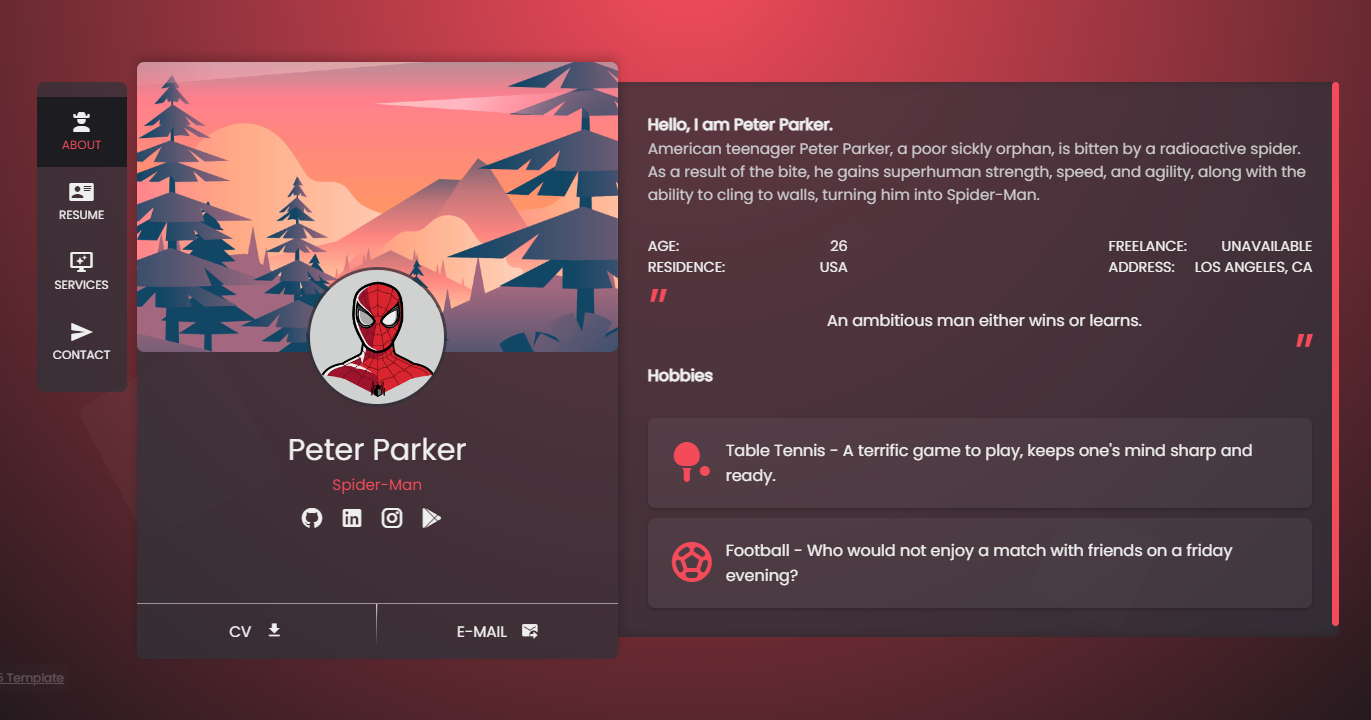 ABOUT
RESUME
SERVICES
CONTACT
Peter Parker
Spider-Man
CV
E-MAIL
Hello, I am Peter Parker.
American teenager Peter Parker, a poor sickly orphan, is bitten by a radioactive spider.
As a result of the bite, he gains superhuman strength, speed, and agility, along with the
ability to cling to walls, turning him into Spider-Man.
AGE: 26
FREELANCE: UNAVAILABLE
RESIDENCE: USA
ADDRESS: LOS ANGELES, CA
"
An ambitious man either wins or learns.
"
Hobbies
Table Tennis - A terrific game to play, keeps one's mind sharp and
ready.
Football - Who would not enjoy a match with friends on a friday
evening?
Template